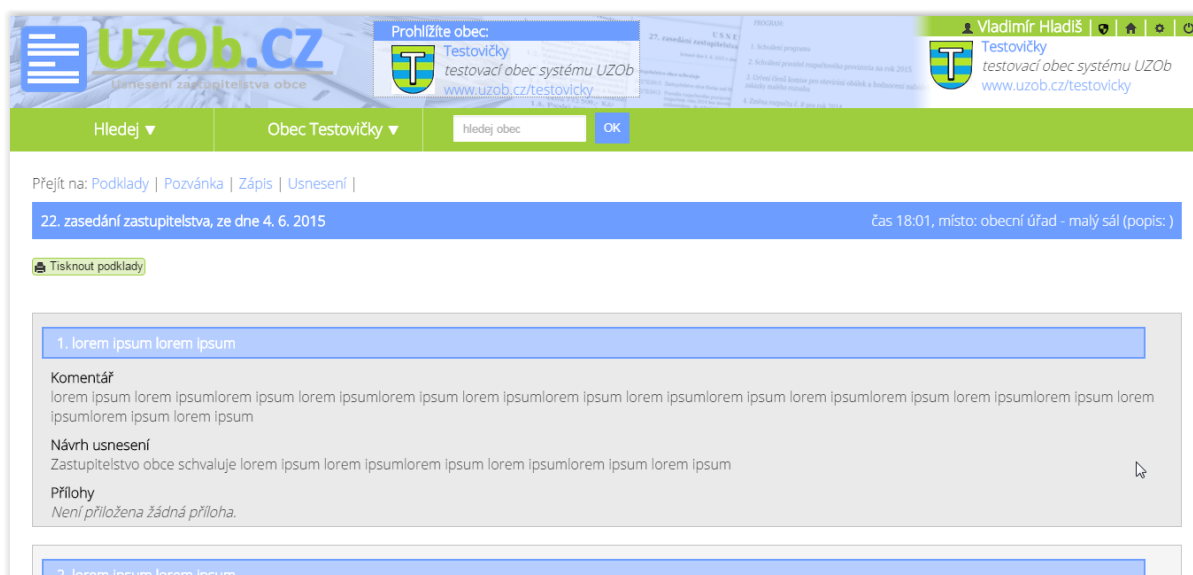 UZOb.CZ
Usnesení zastupitelstva obce
Prohlížíte obec:
Testovičky
testovací obec systému UZOb
www.uzob.cz/testovicky
Vladimír Hladiš
Testovičky
testovací obec systému UZOb
www.uzob.cz/testovicky
Hledej ▼
Obec Testovičky ▼
hledej obec
OK
Přejít na: Podklady | Pozvánka | Zápis | Usnesení |
22. zasedání zastupitelstva, ze dne 4. 6. 2015
čas 18:01, místo: obecní úřad - malý sál (popis: )
Tisknout podklady
1. lorem ipsum lorem ipsum
Komentář
lorem ipsum lorem ipsumlorem ipsum lorem ipsumlorem ipsum lorem ipsumlorem ipsum lorem ipsumlorem ipsum lorem ipsumlorem ipsum lorem ipsumlorem ipsum lorem
ipsumlorem ipsum lorem ipsum
Návrh usnesení
Zastupitelstvo obce schvaluje lorem ipsum lorem ipsumlorem ipsum lorem ipsumlorem ipsum lorem ipsum
Přílohy
Není přiložena žádná příloha.
2. lorem ipsum lorem ipsum